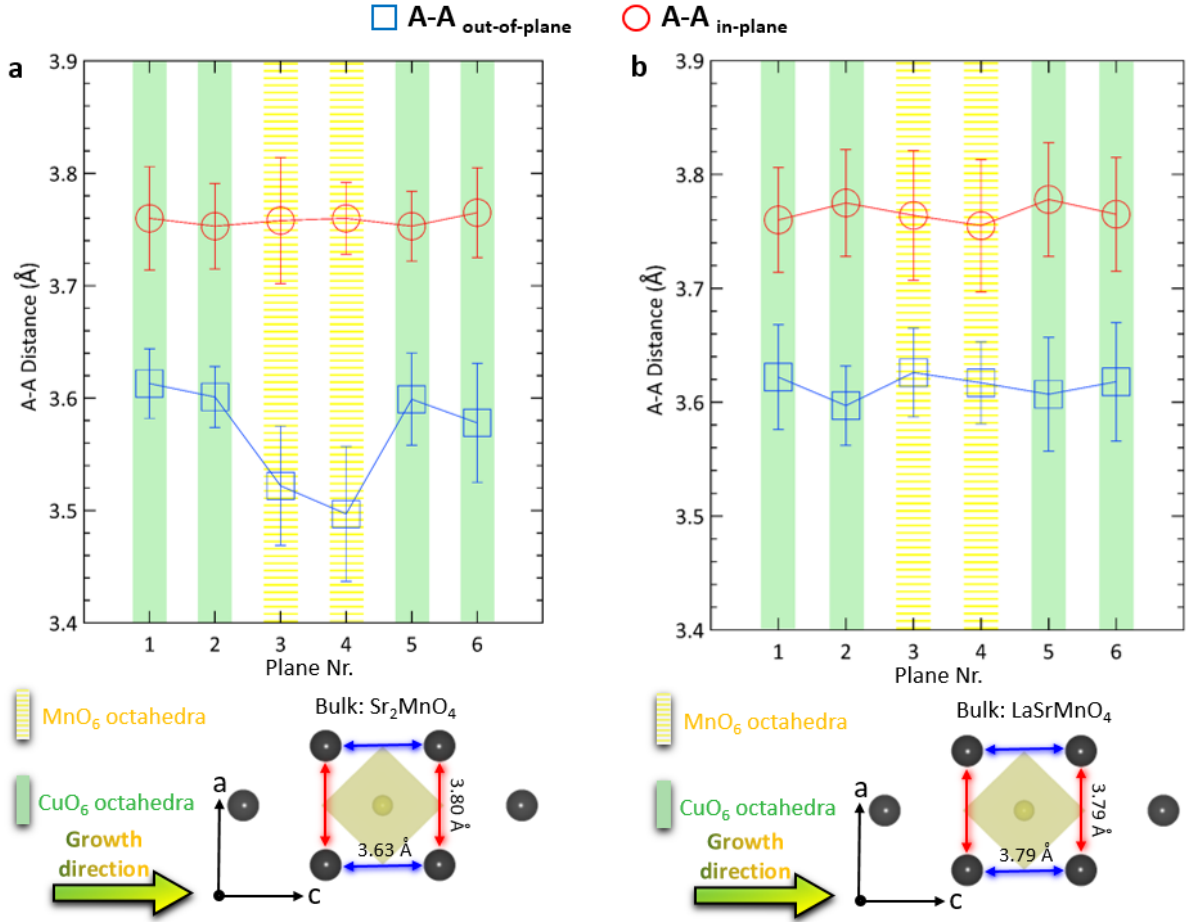 A-A out-of-plane A-A in-plane
a
3.9
3.8
3.7
3.6
3.5
3.4
A-A Distance (Å)
1 2 3 4 5 6
Plane Nr.
MnO6 octahedra
CuO6 octahedra
Growth
direction
Bulk: Sr2MnO4
a
3.80 Å
3.63 Å
c
b
3.9
3.8
3.7
3.6
3.5
3.4
A-A Distance (Å)
1 2 3 4 5 6
Plane Nr.
MnO6 octahedra
CuO6 octahedra
Growth
direction
Bulk: LaSrMnO4
a
3.79 Å
3.79 Å
c